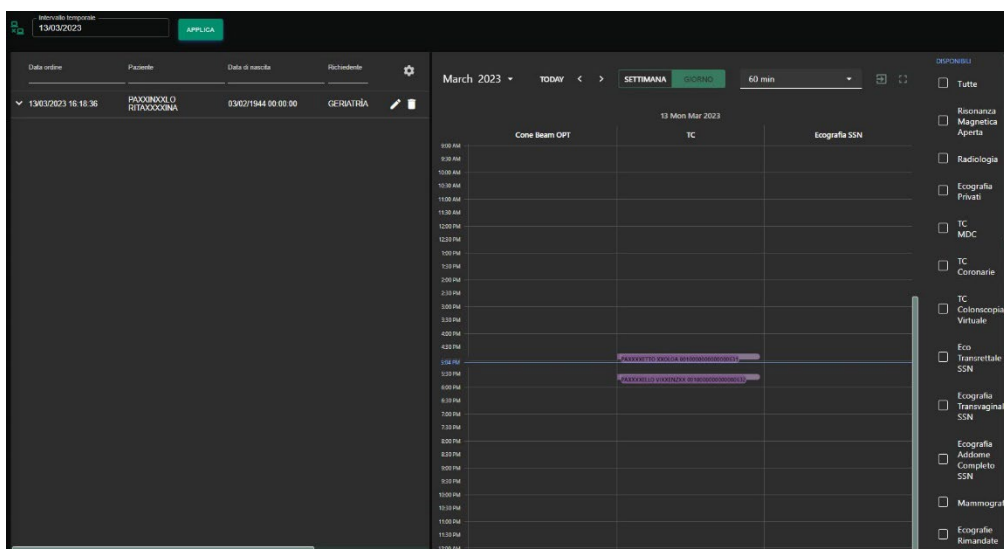 Intervallo temporale
13/03/2023
APPLICA
Data ordine Paziente Data di nascita Richiedente
13/03/2023 16:18:36 PAXXINXXLO RITAXXXXINA 03/02/1944 00:00:00 GERIATRÍA
March 2023 TODAY < > SETTIMANA GIORNO 60 min
13 Mon Mar 2023
Cone Beam OPT TC Ecografia SSN
9:00 AM
9:30 AM
10:00 AM
10:30 AM
11:00 AM
11:30 AM
12:00 PM
12:30 PM
1:00 PM
1:30 PM
2:00 PM
2:30 PM
3:00 PM
3:30 PM
4:00 PM
4:30 PM
5:04 PM
5:30 PM
6:00 PM
6:30 PM
7:00 PM
7:30 PM
8:00 PM
8:30 PM
9:00 PM
9:30 PM
10:00 PM
10:30 PM
11:00 PM
11:30 PM
DISPONIBILI
Tutte
Risonanza
Magnetica
Aperta
Radiologia
Ecografia
Privati
TC
MDC
TC
Coronarie
TC
Colonscopia
Virtuale
Eco
Transrettale
SSN
Ecografia
Transvaginal
SSN
Ecografia
Addome
Completo
SSN
Mammograf
Ecografie
Rimandate